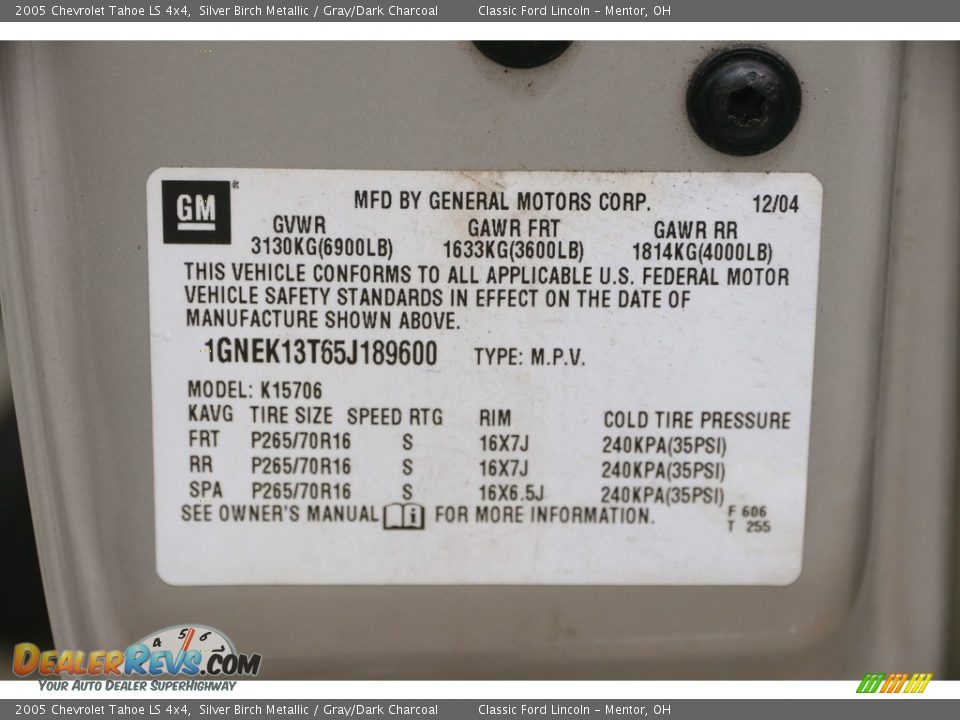 2005 Chevrolet Tahoe LS 4x4, Silver Birch Metallic / Gray/Dark Charcoal Classic Ford Lincoln - Mentor, OH
GM®
MFD BY GENERAL MOTORS CORP. 12/04
GVWR GAWR FRT GAWR RR
3130KG(6900LB) 1633KG(3600LB) 1814KG(4000LB)
THIS VEHICLE CONFORMS TO ALL APPLICABLE U.S. FEDERAL MOTOR
VEHICLE SAFETY STANDARDS IN EFFECT ON THE DATE OF
MANUFACTURE SHOWN ABOVE.
1GNEK13T65J189600 TYPE: M.P.V.
MODEL: K15706
KAVG TIRE SIZE SPEED RTG RIM COLD TIRE PRESSURE
FRT P265/70R16 S 16X7J 240KPA(35PSI)
RR P265/70R16 S 16X7J 240KPA(35PSI)
SPA P265/70R16 S 16X6.5J 240KPA(35PSI)
SEE OWNER'S MANUAL i FOR MORE INFORMATION.
F 606
T 255
4 5 6
DEALERREVS.COM
YOUR AUTO DEALER SUPERHIGHWAY
2005 Chevrolet Tahoe LS 4x4, Silver Birch Metallic / Gray/Dark Charcoal Classic Ford Lincoln - Mentor, OH